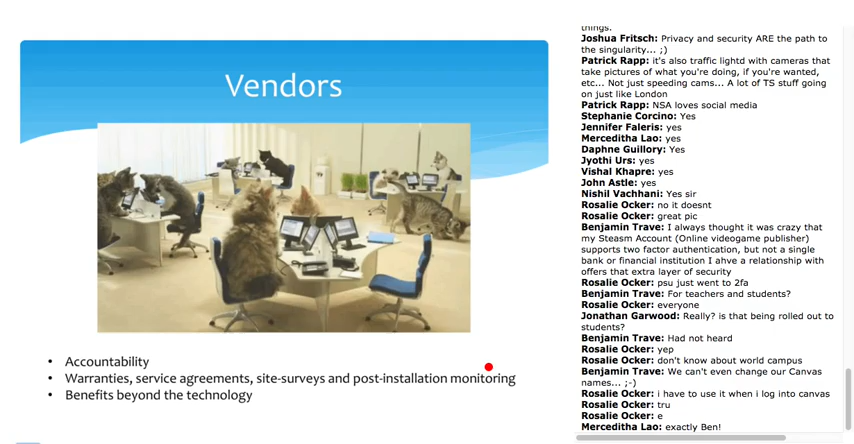 Vendors
• Accountability
• Warranties, service agreements, site-surveys and post-installation monitoring
• Benefits beyond the technology
things.
Joshua Fritsch: Privacy and security ARE the path to
the singularity... ;)
Patrick Rapp: it's also traffic lightd with cameras that
take pictures of what you're doing, if you're wanted,
etc... Not just speeding cams... A lot of TS stuff going
on just like London
Patrick Rapp: NSA loves social media
Stephanie Corcino: Yes
Jennifer Faleris: yes
Merceditha Lao: yes
Daphne Guillory: Yes
Jyothi Urs: yes
Vishal Khapre: yes
John Astle: yes
Nishil Vachhani: Yes sir
Rosalie Ocker: no it doesnt
Rosalie Ocker: great pic
Benjamin Trave: I always thought it was crazy that
my Steasm Account (Online videogame publisher)
supports two factor authentication, but not a single
bank or financial institution I ahve a relationship with
offers that extra layer of security
Rosalie Ocker: psu just went to 2fa
Benjamin Trave: For teachers and students?
Rosalie Ocker: everyone
Jonathan Garwood: Really? is that being rolled out to
students?
Benjamin Trave: Had not heard
Rosalie Ocker: yep
Rosalie Ocker: don't know about world campus
Benjamin Trave: We can't even change our Canvas
names... ;-)
Rosalie Ocker: i have to use it when i log into canvas
Rosalie Ocker: tru
Rosalie Ocker: e
Merceditha Lao: exactly Ben!